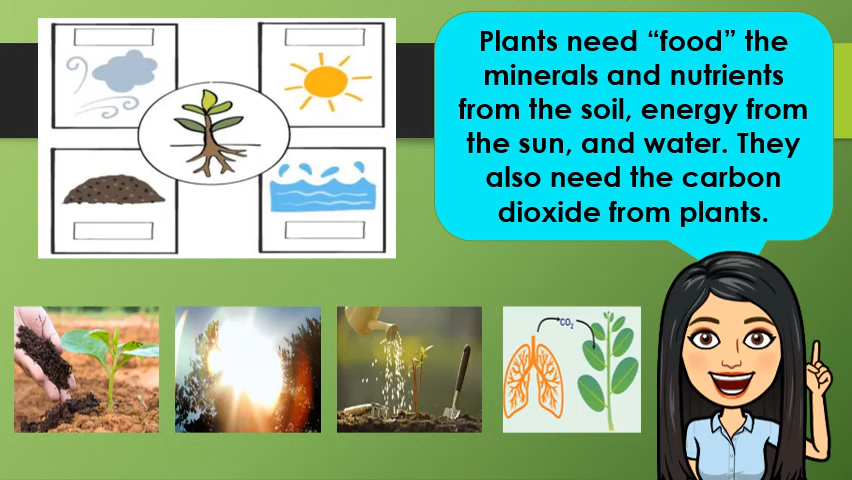 Plants need “food” the
minerals and nutrients
from the soil, energy from
the sun, and water. They
also need the carbon
dioxide from plants.
CO₂